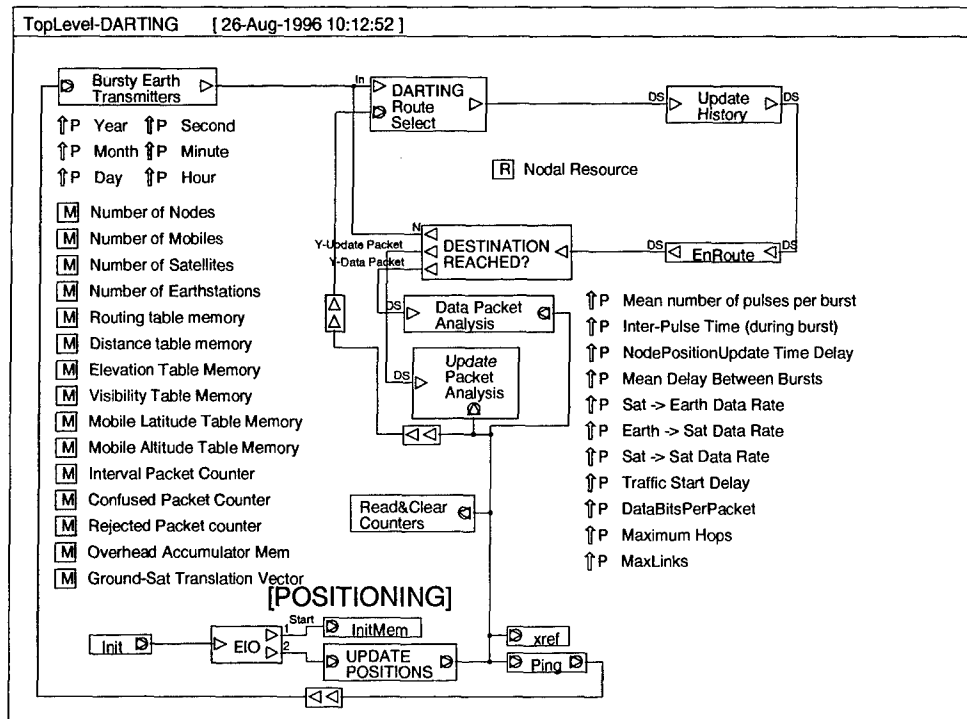 TopLevel-DARTING [ 26-Aug-1996 10:12:52 ]
Bursty Earth
Transmitters
In
DARTING
Route
Select
DS
Update
History
DS
P Year P Second
P Month P Minute
P Day P Hour
R Nodal Resource
M Number of Nodes
M Number of Mobiles
M Number of Satellites
M Number of Earthstations
M Routing table memory
M Distance table memory
M Elevation Table Memory
M Visibility Table Memory
M Mobile Latitude Table Memory
M Mobile Altitude Table Memory
M Interval Packet Counter
M Confused Packet Counter
M Rejected Packet counter
M Overhead Accumulator Mem
M Ground-Sat Translation Vector
N
Y-Update Packet
Y-Data Packet
DESTINATION
REACHED?
DS
EnRoute
DS
DS
Data Packet
Analysis
DS
Update
Packet
Analysis
P Mean number of pulses per burst
P Inter-Pulse Time (during burst)
P NodePositionUpdate Time Delay
P Mean Delay Between Bursts
P Sat -> Earth Data Rate
P Earth -> Sat Data Rate
P Sat -> Sat Data Rate
P Traffic Start Delay
P DataBitsPerPacket
P Maximum Hops
P MaxLinks
Read&Clear
Counters
[POSITIONING]
Init
EIO
1
Start
2
InitMem
UPDATE
POSITIONS
xref
Ping